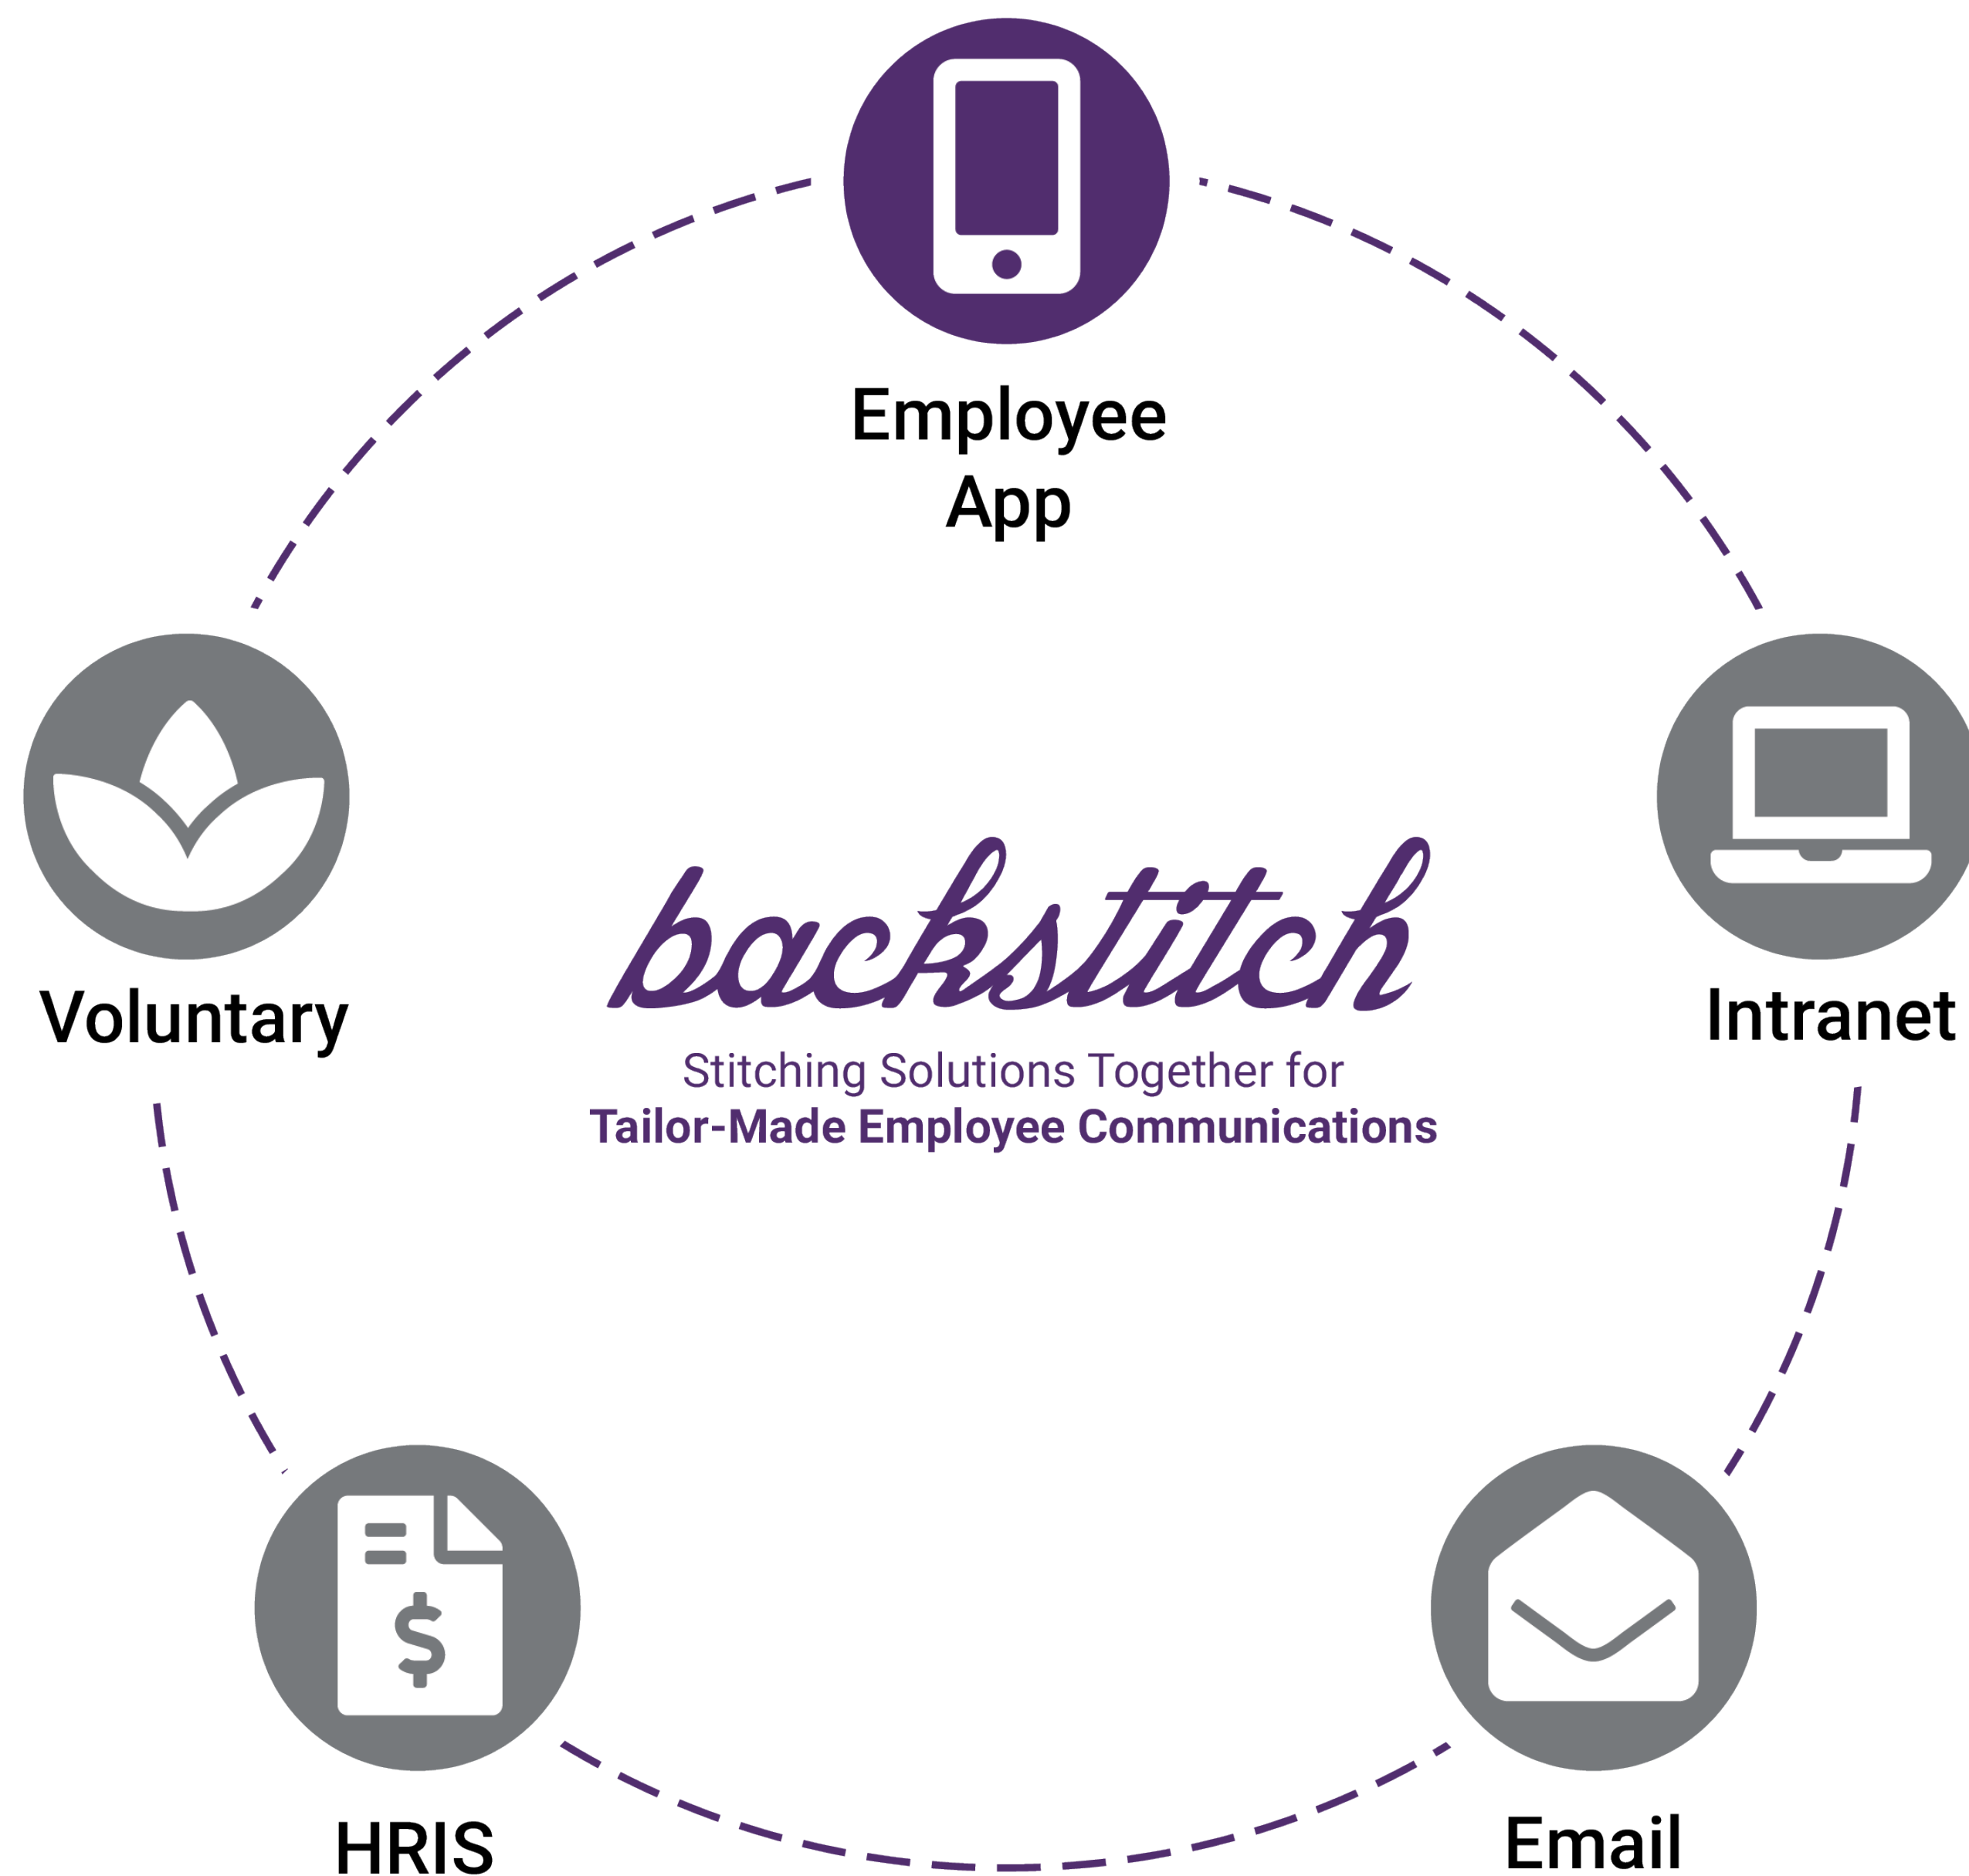 Employee
App
Voluntary
Intranet
backstitch
Stitching Solutions Together for
Tailor-Made Employee Communications
HRIS
Email